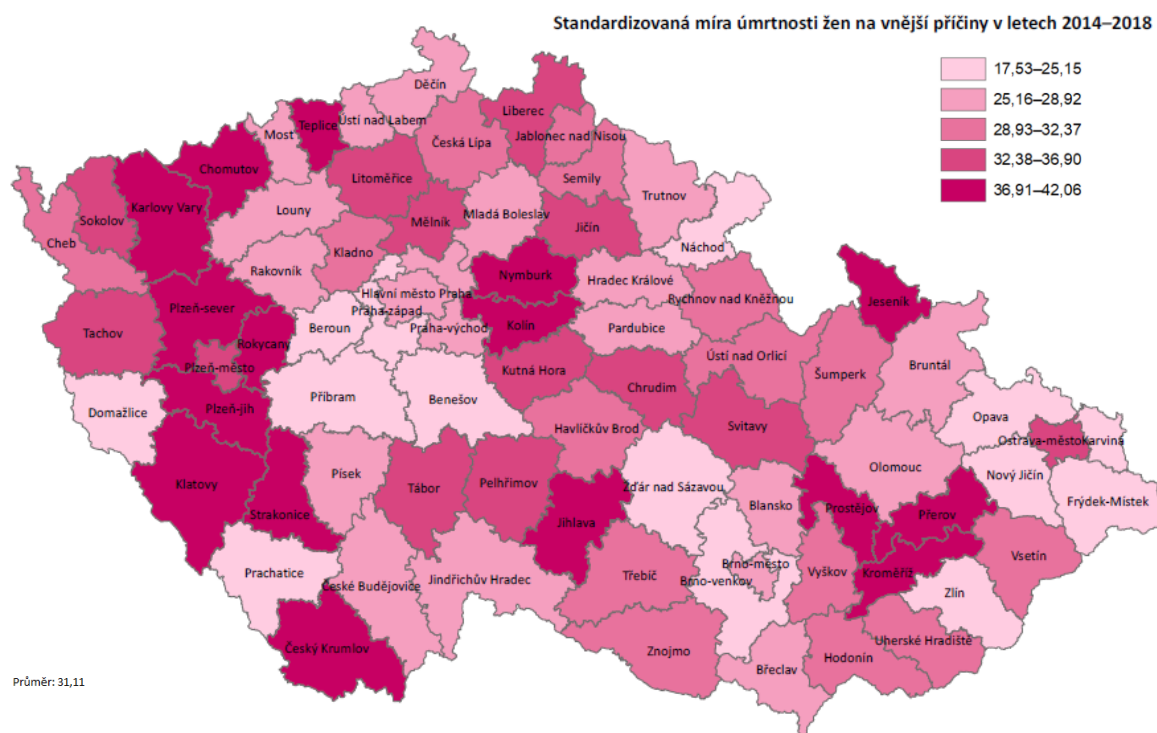 Standardizovaná míra úmrtnosti žen na vnější příčiny v letech 2014–2018
17,53–25,15
25,16–28,92
28,93–32,37
32,38–36,90
36,91–42,06
Děčín
Liberec
Teplice
Ústí nad Labem
Most
Jablonec nad Nisou
Česká Lípa
Chomutov
Litoměřice
Semily
Trutnov
Karlovy Vary
Louny
Mladá Boleslav
Sokolov
Mělník
Jičín
Cheb
Kladno
Náchod
Rakovník
Nymburk
Hradec Králové
Hlavní město Praha
Rychnov nad Kněžnou
Jeseník
Plzeň-sever
Praha-západ
Beroun
Praha-východ
Kolín
Pardubice
Tachov
Rokycany
Ústí nad Orlicí
Bruntál
Plzeň-město
Kutná Hora
Šumperk
Chrudim
Příbram
Benešov
Domažlice
Plzeň-jih
Opava
Svitavy
Havlíčkův Brod
Ostrava-město
Karviná
Olomouc
Písek
Nový Jičín
Klatovy
Tábor
Pelhřimov
Žďár nad Sázavou
Frýdek-Místek
Blansko
Prostějov
Přerov
Strakonice
Jihlava
Vsetín
Brno-město
Prachatice
Vyškov
Kroměříž
České Budějovice
Jindřichův Hradec
Třebíč
Brno-venkov
Zlín
Uherské Hradiště
Český Krumlov
Znojmo
Hodonín
Břeclav
Průměr: 31,11